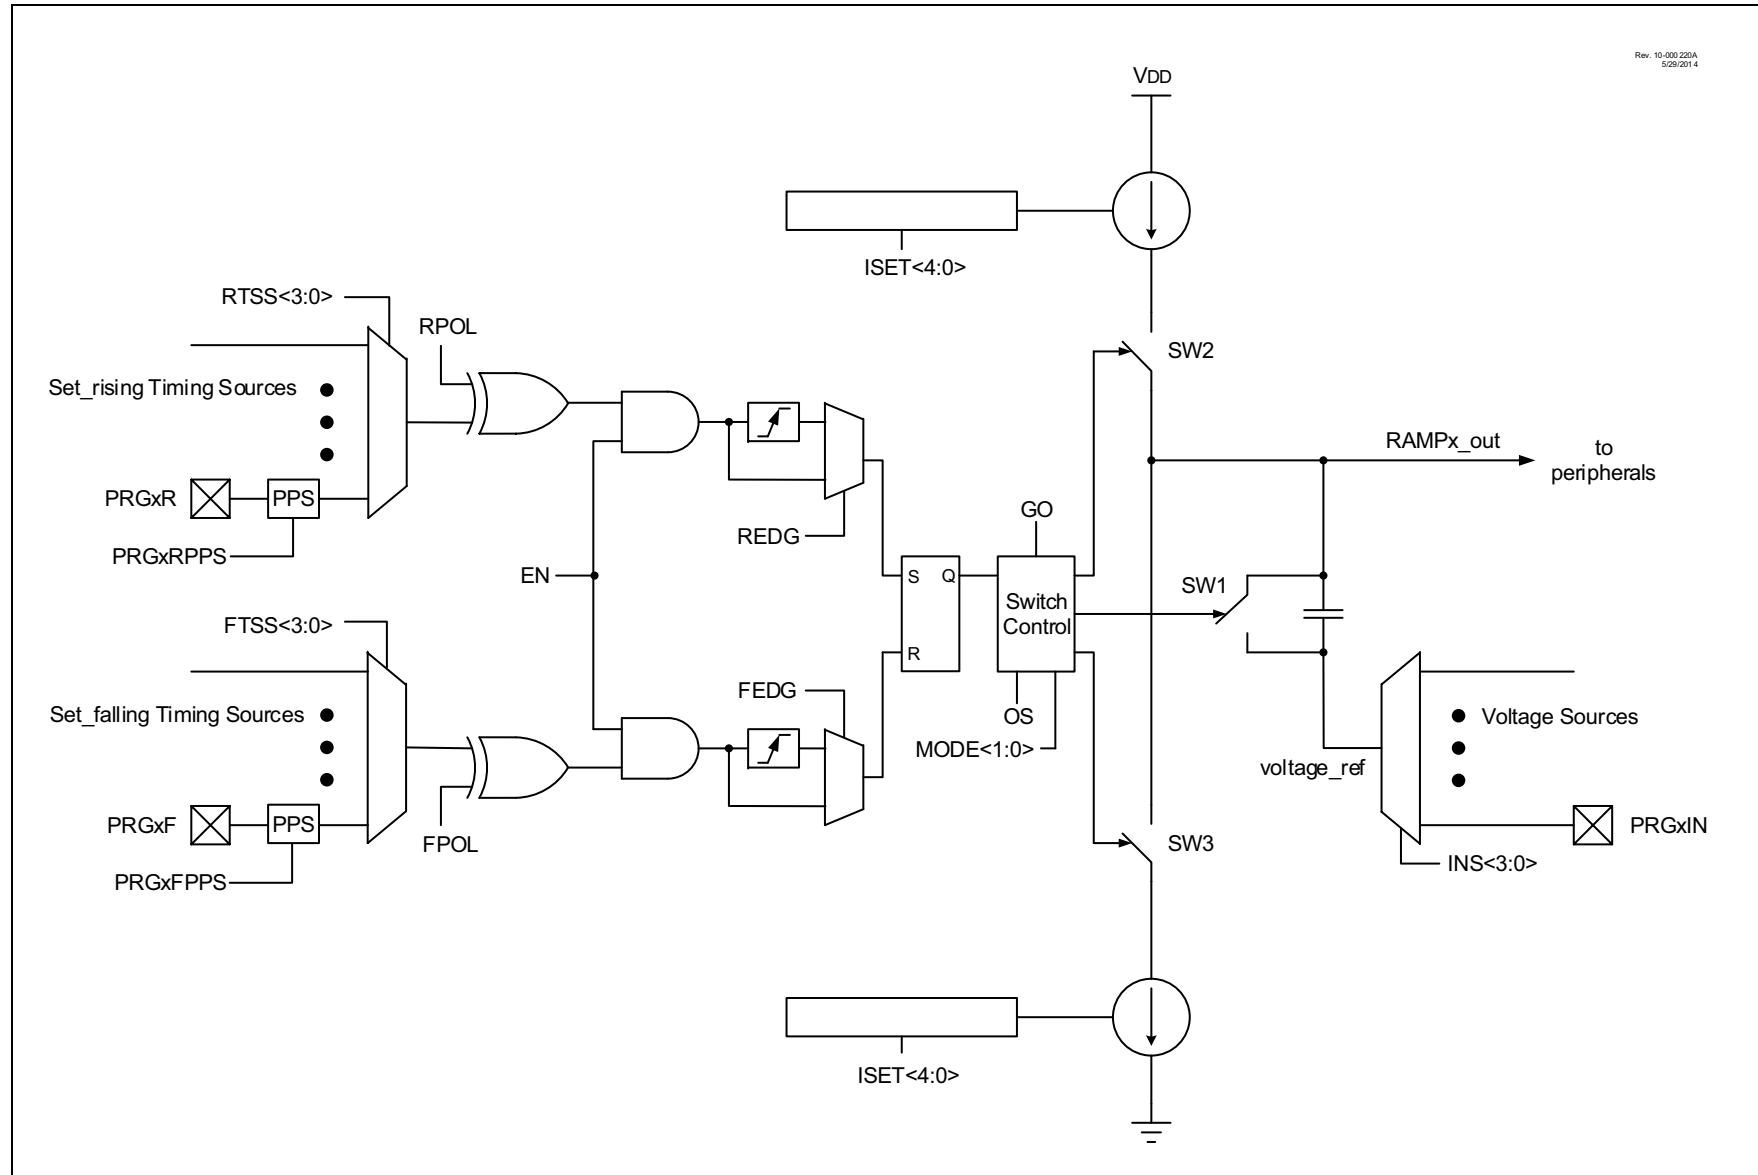 Rev. 10-000 220A
5/29/201 4
VDD
ISET<4:0>
RTSS<3:0>
RPOL
SW2
Set_rising Timing Sources
RAMPx_out
to
peripherals
PRGxR
PPS
GO
REDG
PRGxRPPS
EN
S
Q
SW1
Switch
Control
FTSS<3:0>
R
FEDG
OS
Set_falling Timing Sources
Voltage Sources
MODE<1:0>
voltage_ref
PRGxF
PPS
PRGxIN
FPOL
SW3
INS<3:0>
PRGxFPPS
ISET<4:0>